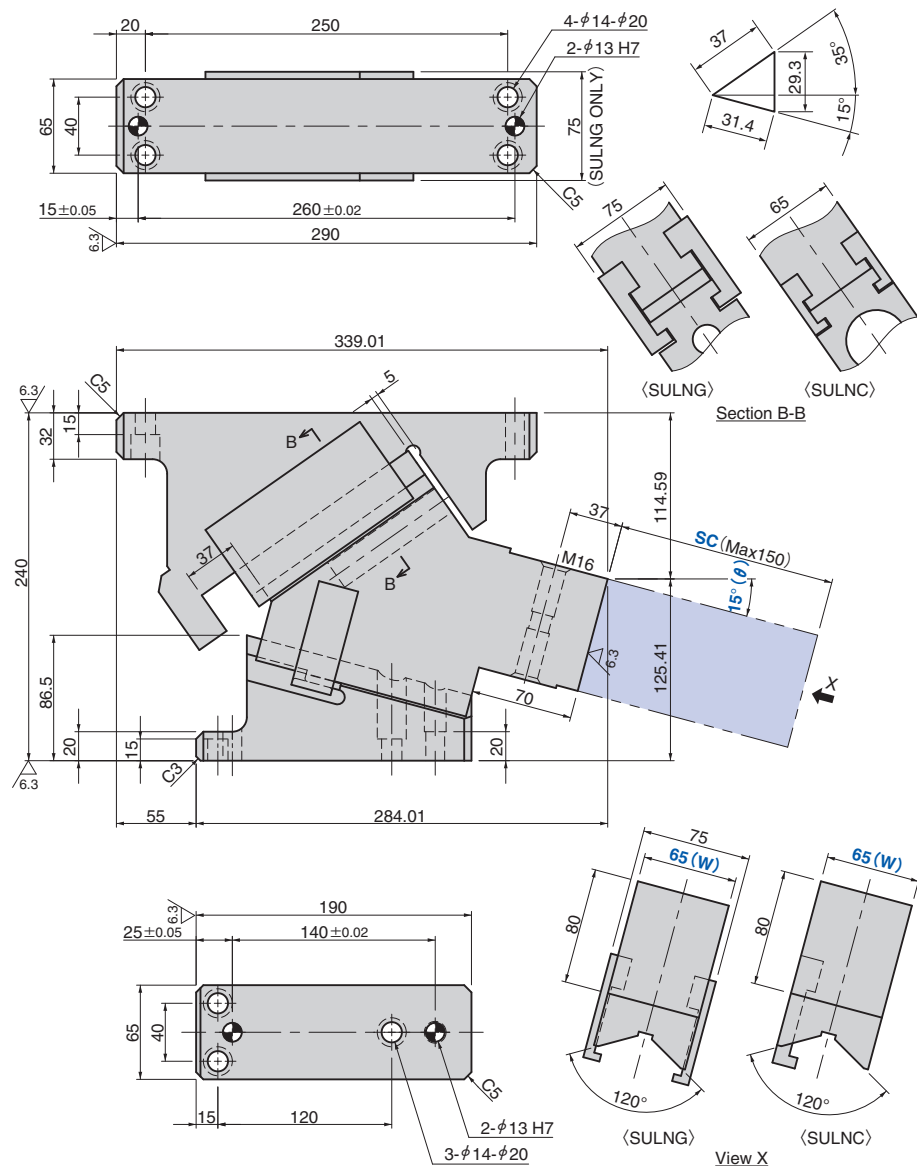 20
250
4-φ14-φ20
2-φ13 H7
65
40
75
(SULNG ONLY)
C5
15±0.05
260±0.02
290
6.3
37
35°
29.3
15°
31.4
75
65
〈SULNG〉
〈SULNC〉
Section B-B
339.01
6.3
C5
5
15
32
B
B
37
240
86.5
20
15
C3
6.3
55
284.01
20
70
M16
37
SC (Max150)
114.59
15° (θ)
125.41
6.3
X
190
6.3
25±0.05
140±0.02
65
40
C5
15
120
2-φ13 H7
3-φ14-φ20
75
65 (W)
80
120°
〈SULNG〉
65 (W)
80
120°
〈SULNC〉
View X